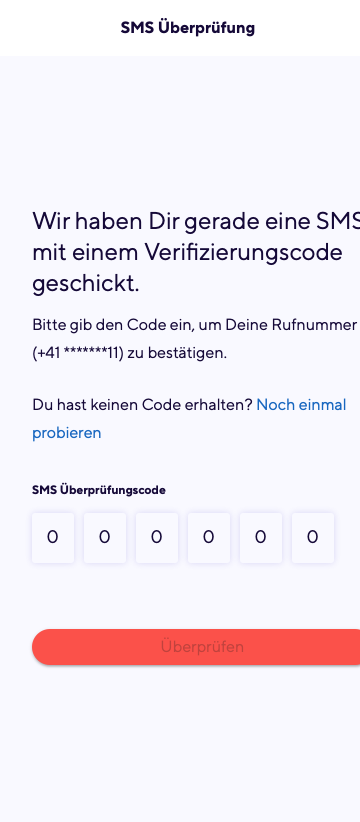 SMS Überprüfung
Wir haben Dir gerade eine SMS
mit einem Verifizierungscode
geschickt.
Bitte gib den Code ein, um Deine Rufnummer
(+41 *******11) zu bestätigen.
Du hast keinen Code erhalten? Noch einmal
probieren
SMS Überprüfungscode
0 0 0 0 0 0
Überprüfen